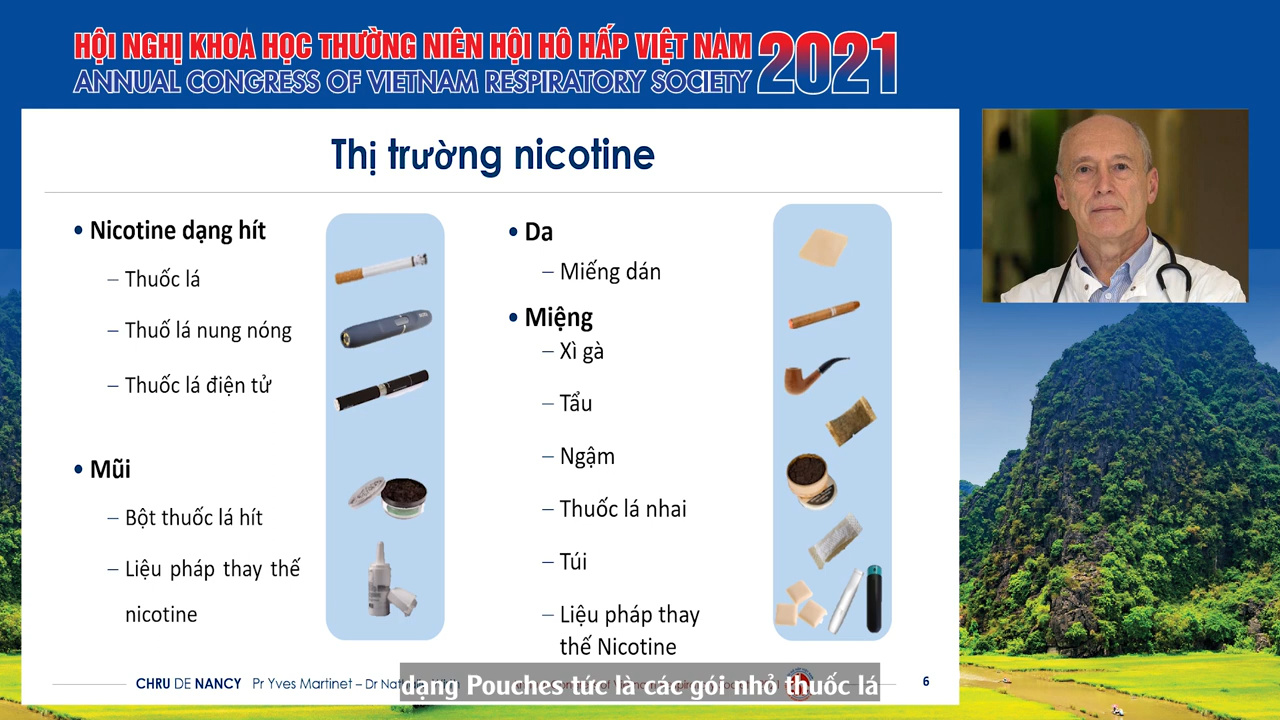 HỘI NGHỊ KHOA HỌC THƯỜNG NIÊN HỘI HÔ HẤP VIỆT NAM
ANNUAL CONGRESS OF VIETNAM RESPIRATORY SOCIETY
2021
Thị trường nicotine
• Nicotine dạng hít
– Thuốc lá
– Thuố lá nung nóng
– Thuốc lá điện tử
• Mũi
– Bột thuốc lá hít
– Liệu pháp thay thế
nicotine
• Da
– Miếng dán
• Miệng
– Xì gà
– Tẩu
– Ngậm
– Thuốc lá nhai
– Túi
– Liệu pháp thay
thế Nicotine
CHRU DE NANCY Pr Yves Martinet – Dr
6
dạng Pouches tức là các gói nhỏ thuốc lá